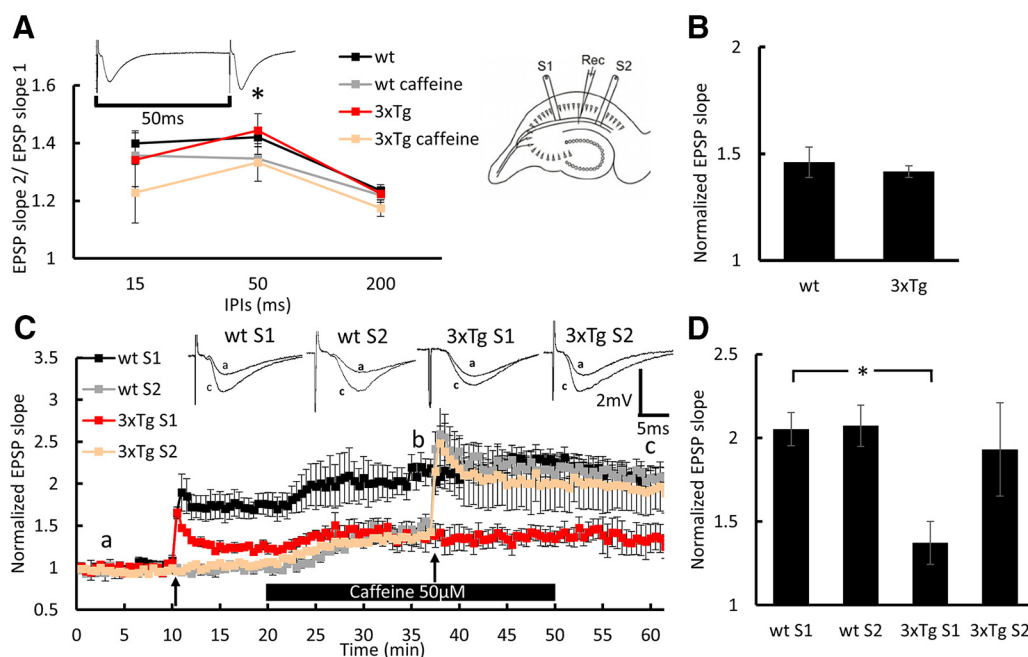 A
50ms
*
wt
wt caffeine
3xTg
3xTg caffeine
EPSP slope 2/ EPSP slope 1
1.6
1.4
1.2
1
15
50
200
IPIs (ms)
S1
Rec
S2
B
Normalized EPSP slope
2
1.5
1
wt
3xTg
C
wt S1
wt S2
3xTg S1
3xTg S2
wt S1
wt S2
3xTg S1
3xTg S2
a
c
a
c
a
c
a
c
2mV
5ms
Normalized EPSP slope
3.5
3
2.5
2
1.5
1
0.5
a
b
c
Caffeine 50µM
0
5
10
15
20
25
30
35
40
45
50
55
60
Time (min)
D
Normalized EPSP slope
2.5
2
1.5
1
*
wt S1
wt S2
3xTg S1
3xTg S2